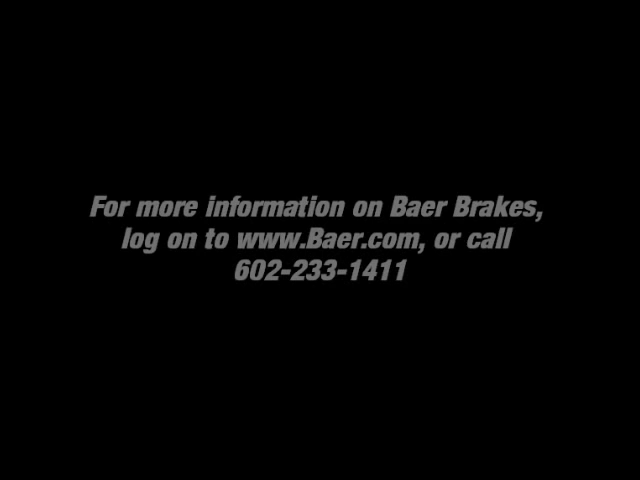 For more information on Baer Brakes,
log on to www.Baer.com, or call
602-233-1411